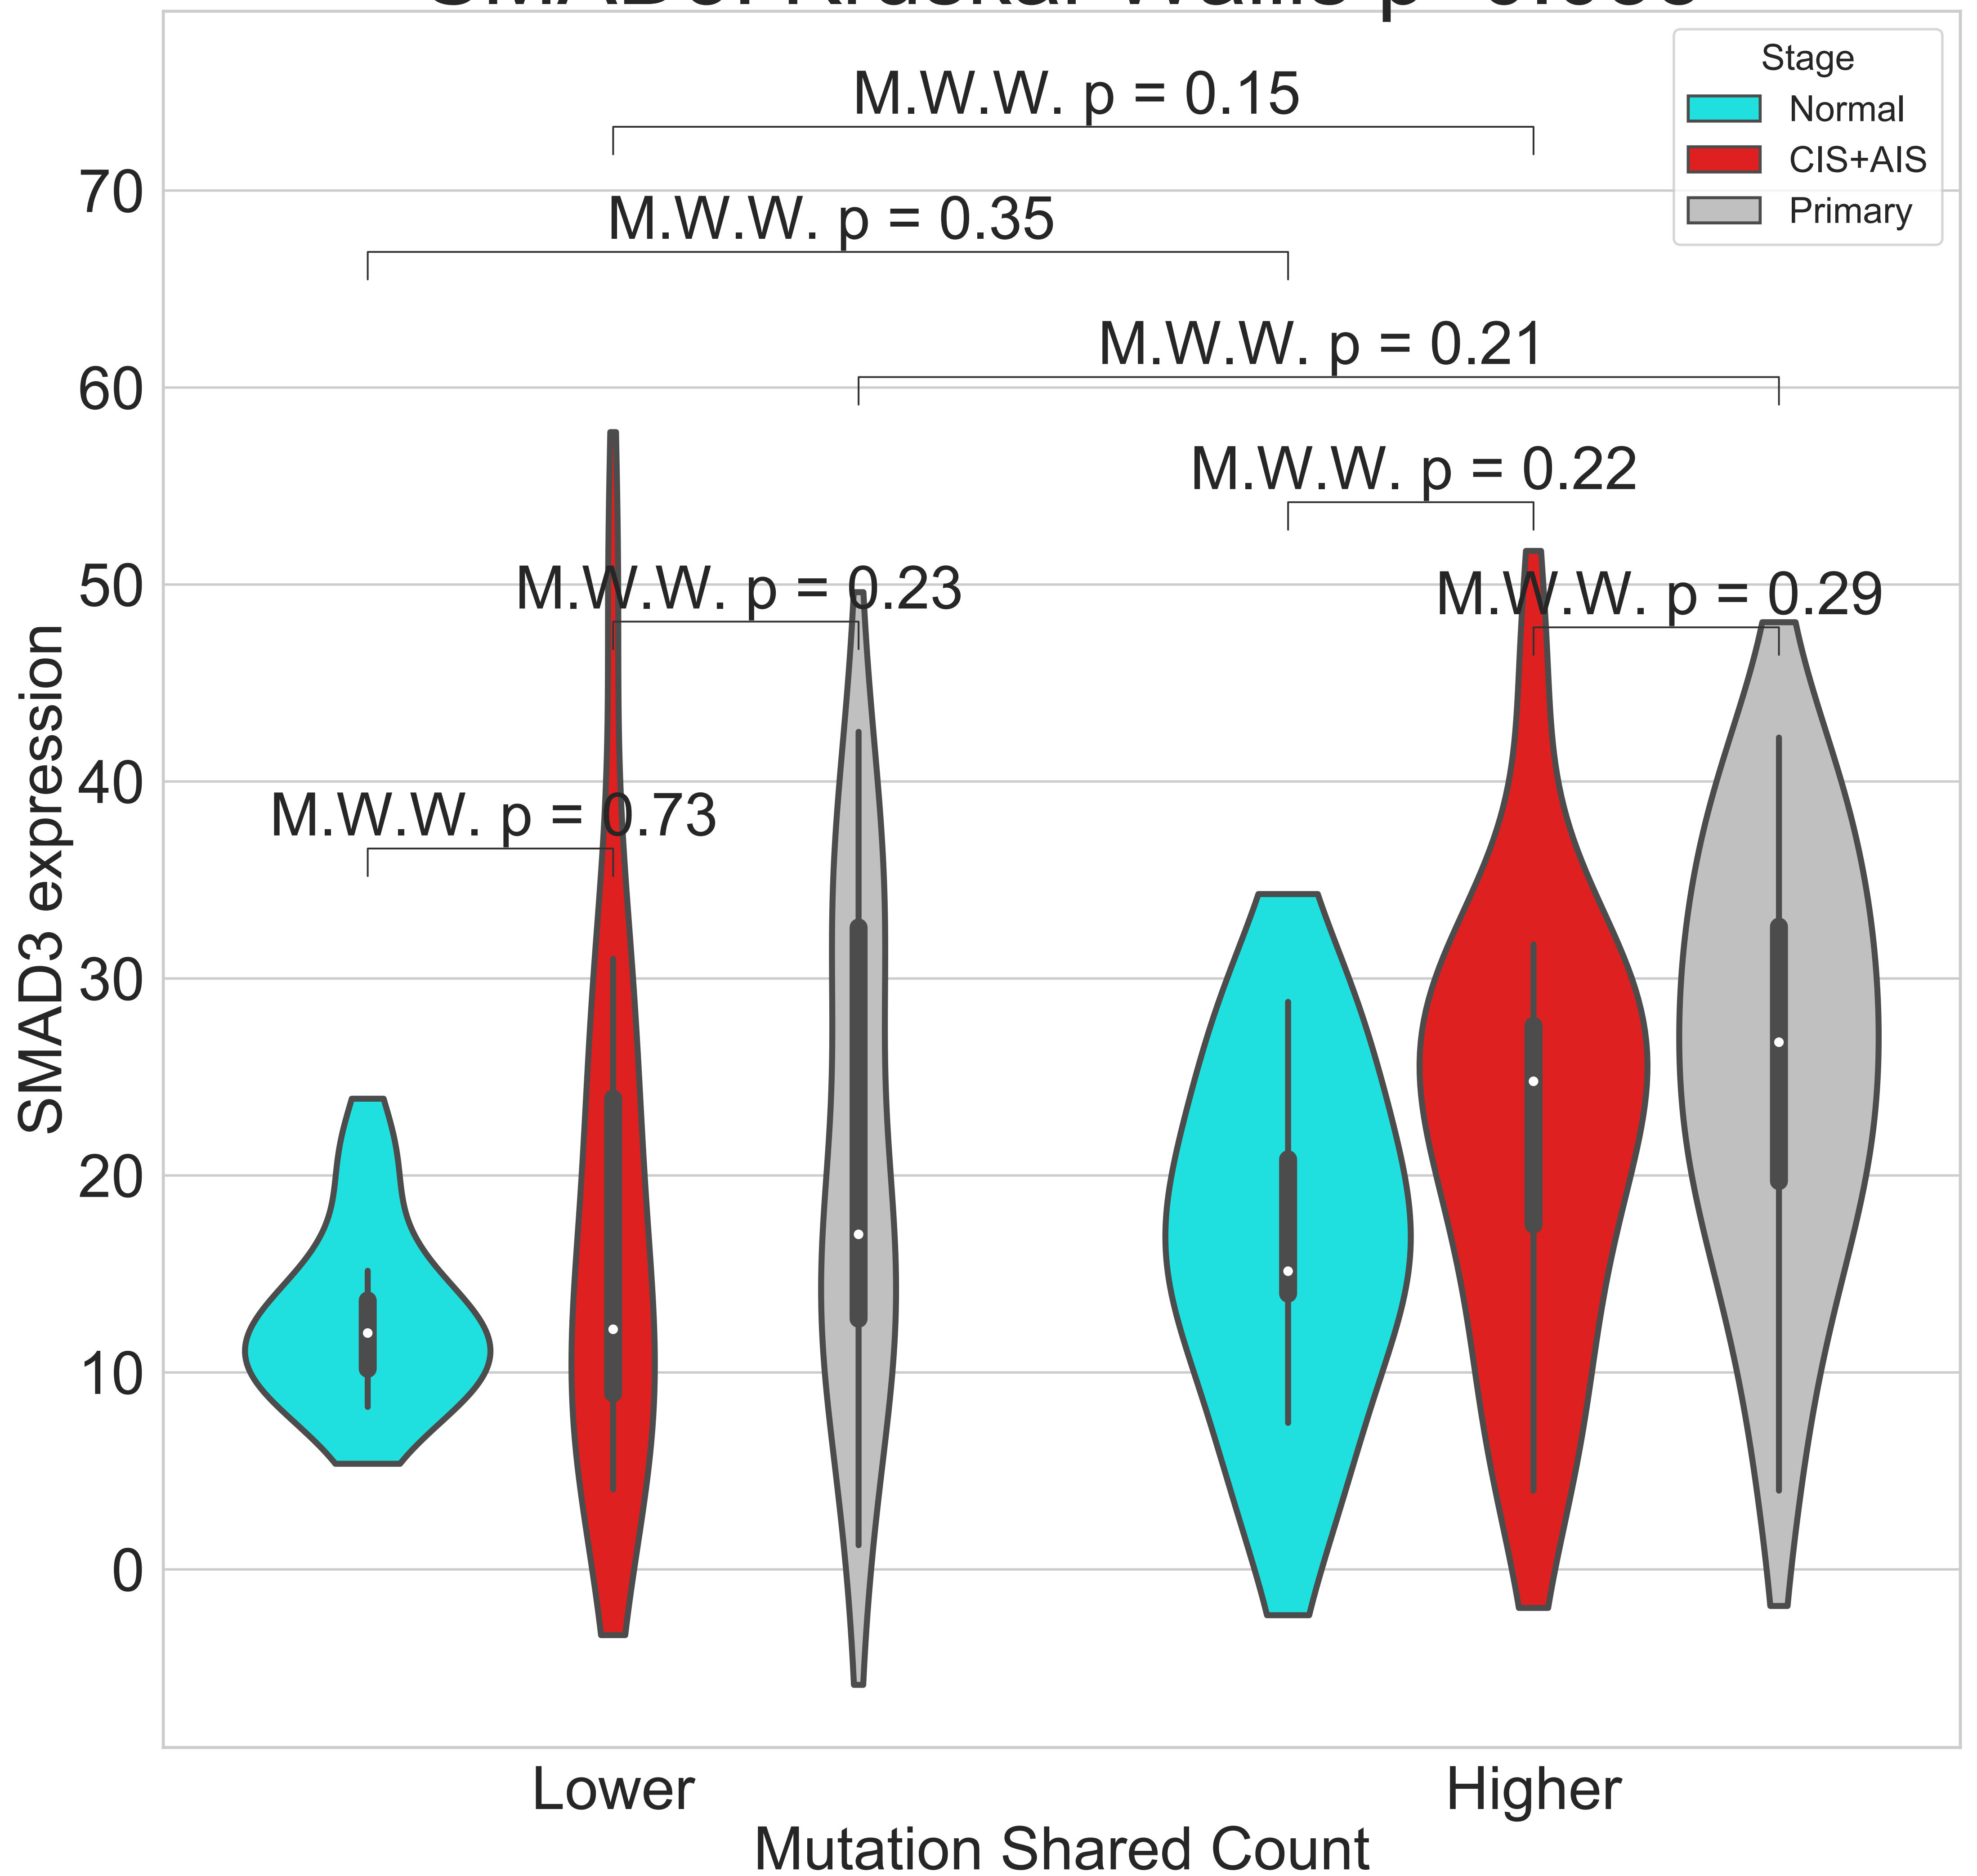 Stage
Normal
CIS+AIS
Primary
M.W.W. p = 0.15
M.W.W. p = 0.35
M.W.W. p = 0.21
M.W.W. p = 0.22
M.W.W. p = 0.23
M.W.W. p = 0.29
M.W.W. p = 0.73
SMAD3 expression
70
60
50
40
30
20
10
0
Lower
Higher
Mutation Shared Count